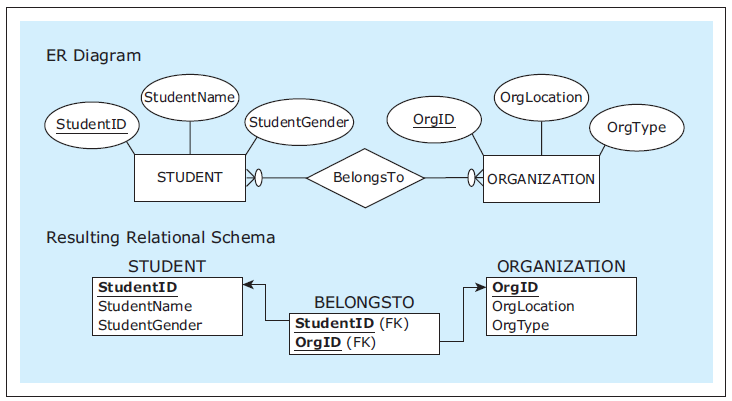 ER Diagram
StudentID
StudentName
StudentGender
OrgID
OrgLocation
OrgType
STUDENT
BelongsTo
ORGANIZATION
Resulting Relational Schema
STUDENT
StudentID
StudentName
StudentGender
BELONGSTO
StudentID (FK)
OrgID (FK)
ORGANIZATION
OrgID
OrgLocation
OrgType